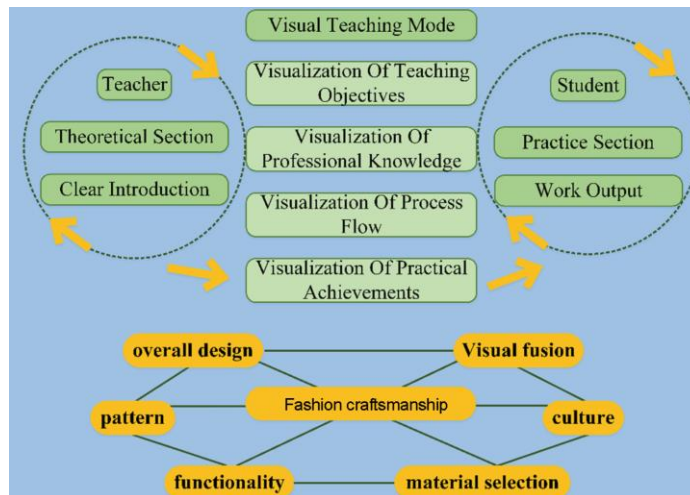 Visual Teaching Mode
Teacher
Theoretical Section
Clear Introduction
Visualization Of Teaching
Objectives
Visualization Of
Professional Knowledge
Visualization Of Process
Flow
Visualization Of Practical
Achievements
Student
Practice Section
Work Output
overall design
Visual fusion
pattern
Fashion craftsmanship
culture
functionality
material selection